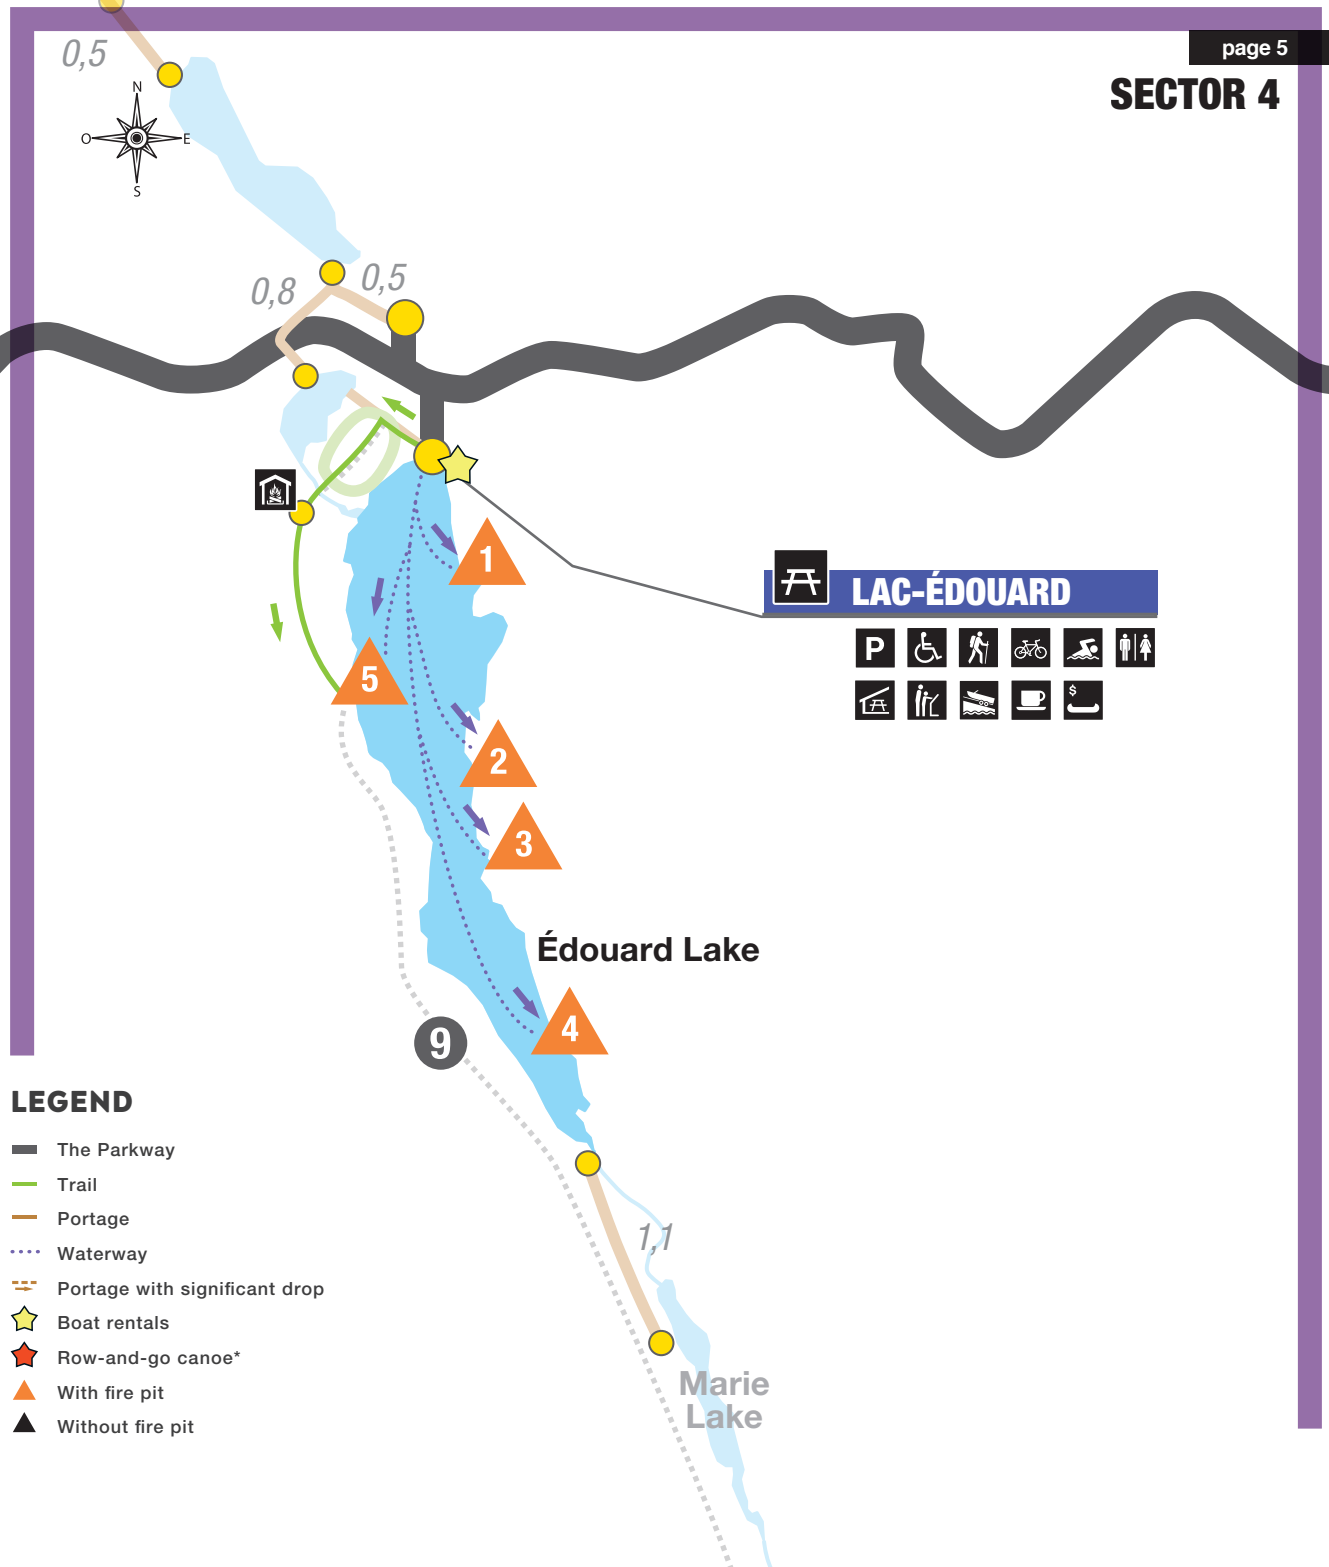 page 5
SECTOR 4
0,5
N
O
E
S
0,8
0,5
1
LAC-ÉDOUARD
P
5
$
2
3
Édouard Lake
4
9
LEGEND
The Parkway
Trail
Portage
Waterway
Portage with significant drop
Boat rentals
Row-and-go canoe*
With fire pit
Without fire pit
1,1
Marie
Lake